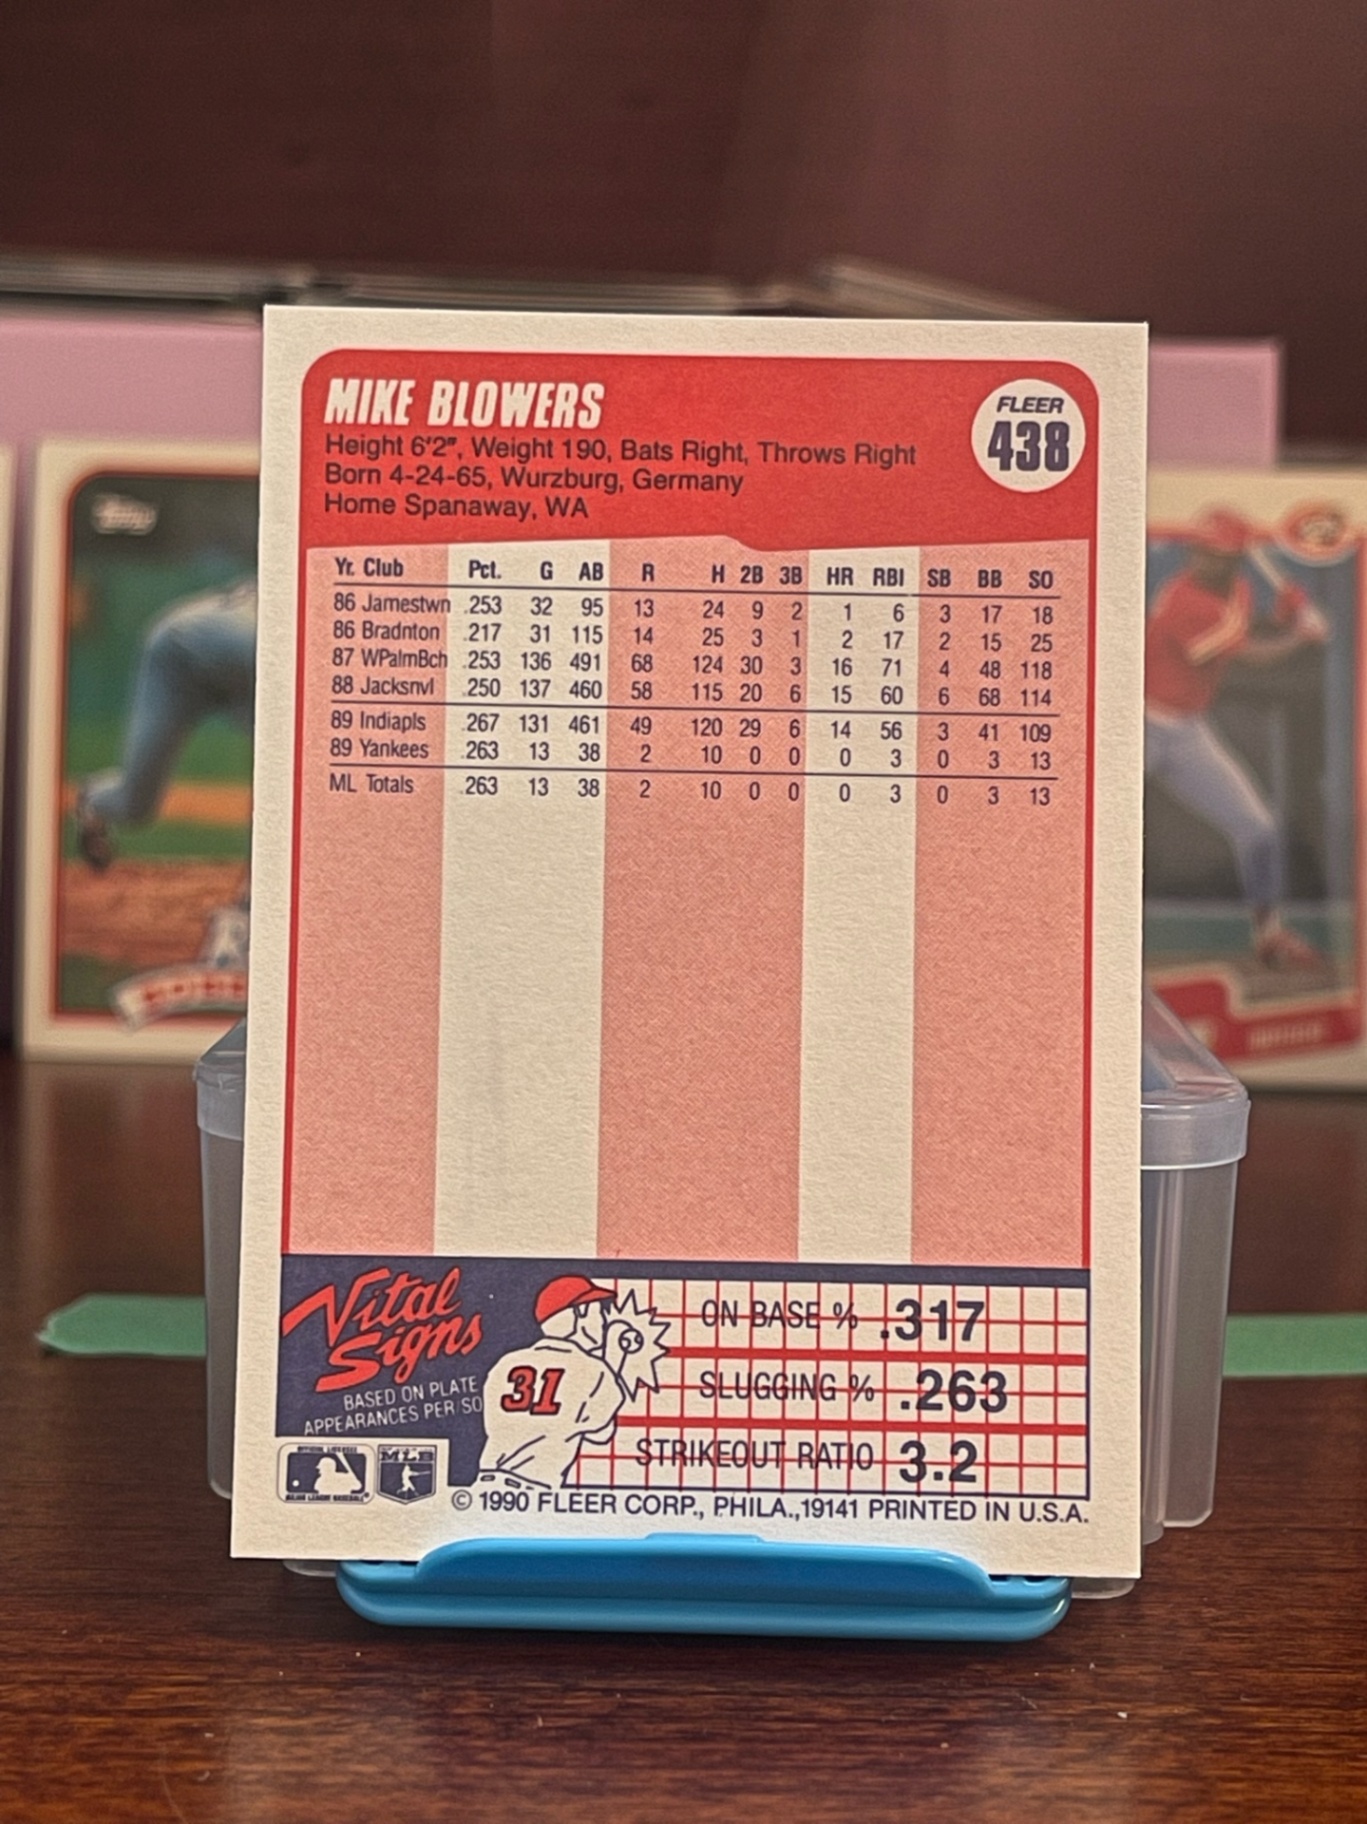 MIKE BLOWERS
FLEER
438
Height 6'2", Weight 190, Bats Right, Throws Right
Born 4-24-65, Wurzburg, Germany
Home Spanaway, WA
Yr. Club Pct. G AB R H 2B 3B HR RBI SB BB SO
86 Jamestwn .253 32 95 13 24 9 2 1 6 3 17 18
86 Bradnton .217 31 115 14 25 3 1 2 17 2 15 25
87 WPalmBch .253 136 491 68 124 30 3 16 71 4 48 118
88 Jacksnvl .250 137 460 58 115 20 6 15 60 6 68 114
89 Indiapls .267 131 461 49 120 29 6 14 56 3 41 109
89 Yankees .263 13 38 2 10 0 0 0 3 0 3 13
ML Totals .263 13 38 2 10 0 0 0 3 0 3 13
Vital
Signs
BASED ON PLATE
APPEARANCES PER SO
31
ON BASE % .317
SLUGGING % .263
STRIKEOUT RATIO 3.2
MLB
© 1990 FLEER CORP., PHILA.,19141 PRINTED IN U.S.A.
Topps